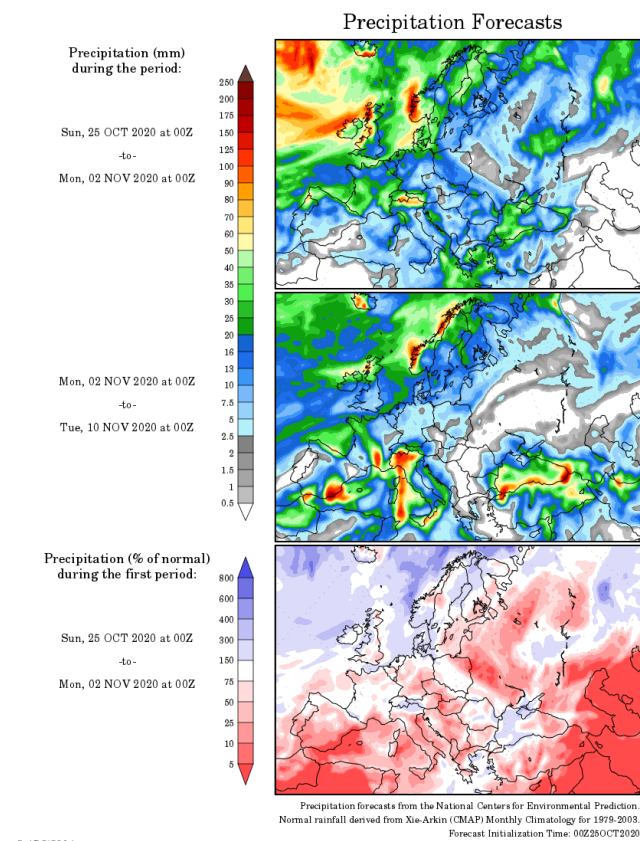 Precipitation Forecasts
Precipitation (mm)
during the period:
250
200
175
150
125
100
90
80
70
60
50
40
35
30
25
20
16
13
10
7.5
5
2.5
2
1.5
1
0.5
Sun, 25 OCT 2020 at 00Z
-to-
Mon, 02 NOV 2020 at 00Z
Mon, 02 NOV 2020 at 00Z
-to-
Tue, 10 NOV 2020 at 00Z
Precipitation (% of normal)
during the first period:
800
600
400
300
150
75
50
25
10
5
Sun, 25 OCT 2020 at 00Z
-to-
Mon, 02 NOV 2020 at 00Z
Precipitation forecasts from the National Centers for Environmental Prediction.
Normal rainfall derived from Xie-Arkin (CMAP) Monthly Climatology for 1979-2003.
Forecast Initialization Time: 00Z25OCT2020